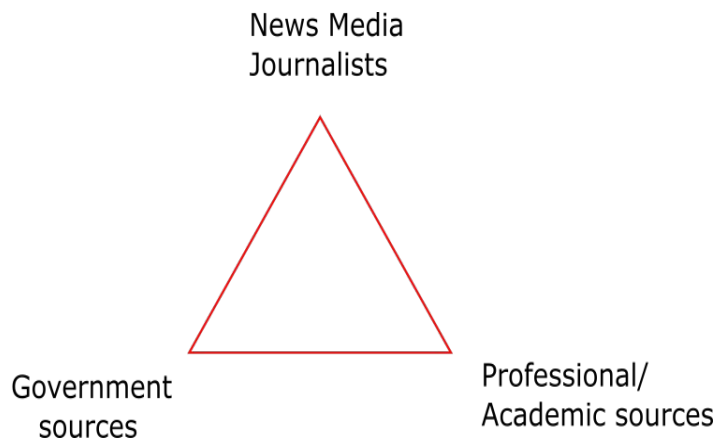 News Media
Journalists
Government
sources
Professional/
Academic sources